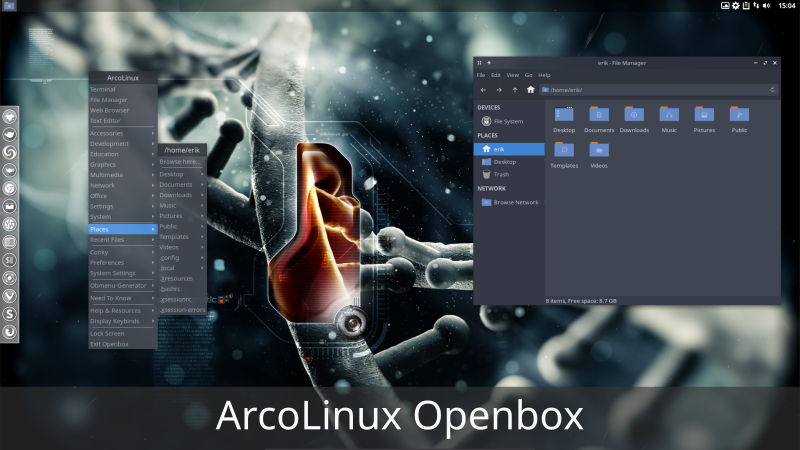 15:04
ArcoLinux
Terminal
File Manager
Web Browser
Text Editor
Accessories
Development
Education
Graphics
Multimedia
Network
Office
Settings
System
Places
Recent Files
Conky
Preferences
System Settings
Obmenu-Generator
Need To Know
Help & Resources
Display Keybinds
Lock Screen
Exit Openbox
/home/erik
Browse here...
Desktop
Documents
Downloads
Music
Pictures
Public
Templates
Videos
.config
.local
.Xresources
.bashrc
.xsessionrc
.xsession-errors
erik - File Manager
File Edit View Go Help
/home/erik/
DEVICES
File System
PLACES
erik
Desktop
Trash
NETWORK
Browse Network
Desktop Documents Downloads Music Pictures Public
Templates Videos
8 items, Free space: 8.7 GB
ArcoLinux Openbox